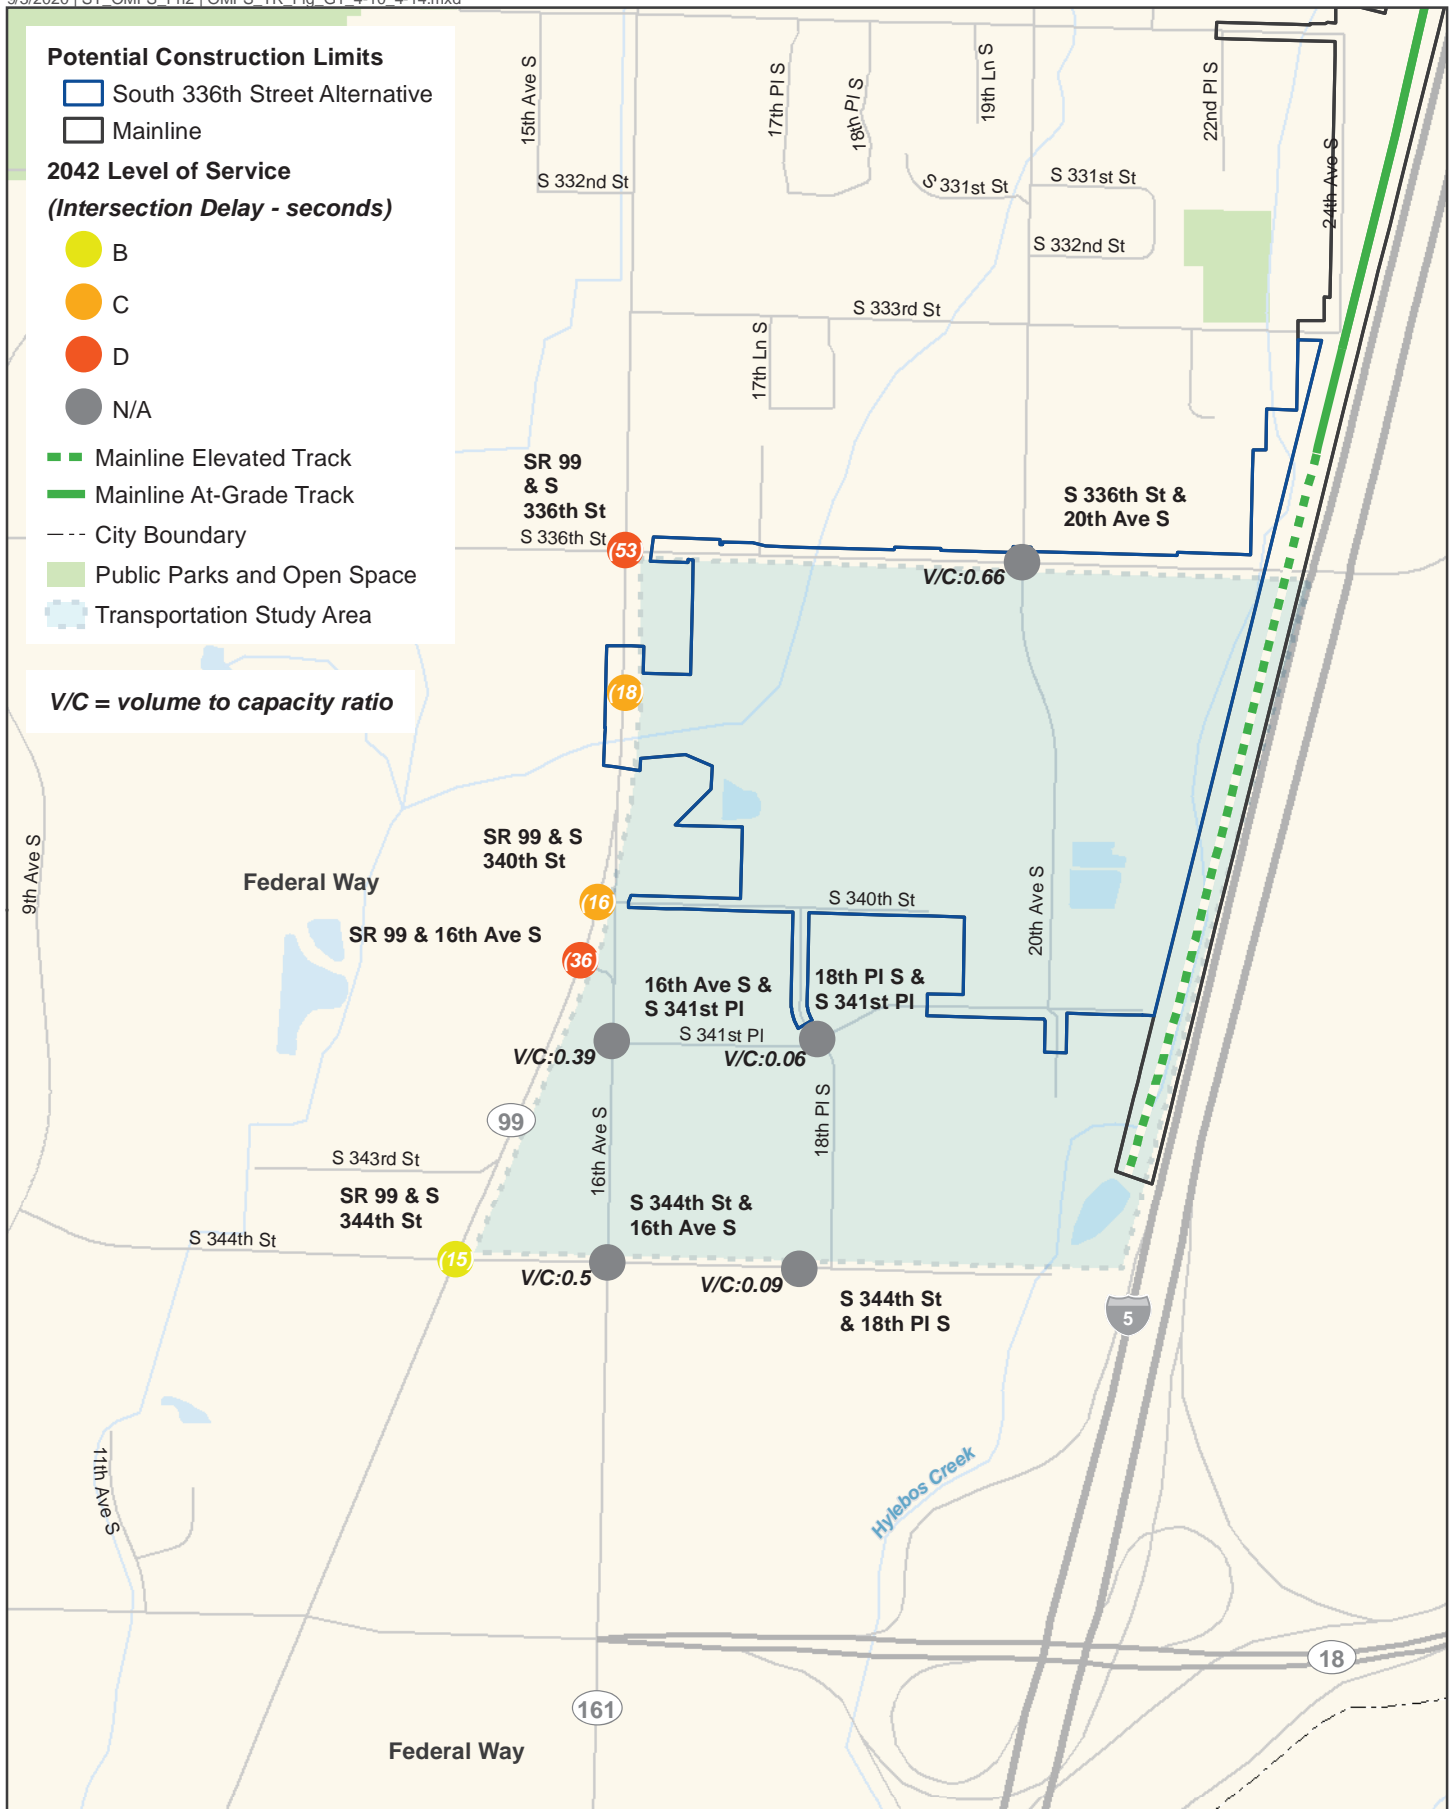 Potential Construction Limits
South 336th Street Alternative
Mainline
2042 Level of Service
(Intersection Delay - seconds)
B
C
D
N/A
Mainline Elevated Track
Mainline At-Grade Track
City Boundary
Public Parks and Open Space
Transportation Study Area
V/C = volume to capacity ratio
15th Ave S
17th Pl S
18th Pl S
19th Ln S
22nd Pl S
24th Ave S
S 332nd St
S 331st St
S 331st St
S 332nd St
S 333rd St
17th Ln S
SR 99
& S
336th St
S 336th St
(53
S 336th St &
20th Ave S
V/C:0.66
(18
9th Ave S
Federal Way
SR 99 & S
340th St
(16
S 340th St
20th Ave S
SR 99 & 16th Ave S
(36
16th Ave S &
S 341st Pl
18th Pl S &
S 341st Pl
S 341st Pl
V/C:0.39
V/C:0.06
99
16th Ave S
18th Pl S
S 343rd St
SR 99 & S
344th St
S 344th St &
16th Ave S
S 344th St
(15
V/C:0.5
V/C:0.09
S 344th St
& 18th Pl S
5
11th Ave S
Hylebos Creek
18
161
Federal Way